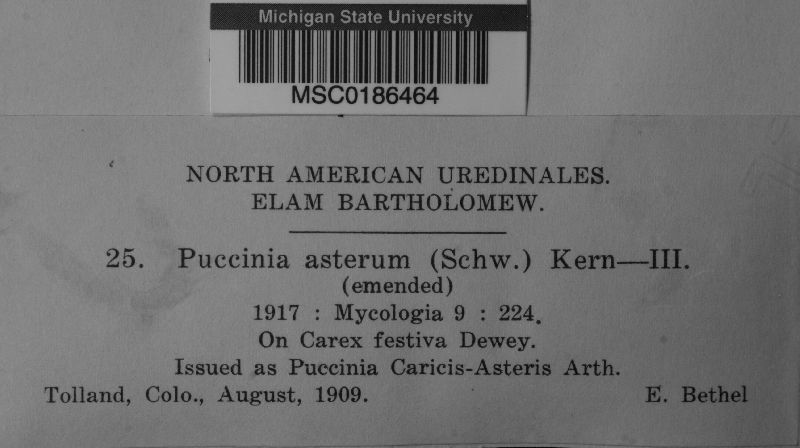 Michigan State University
MSC0186464
NORTH AMERICAN UREDINALES.
ELAM BARTHOLOMEW.
25. Puccinia asterum (Schw.) Kern—III.
(emended)
1917 : Mycologia 9 : 224.
On Carex festiva Dewey.
Issued as Puccinia Caricis-Asteris Arth.
Tolland, Colo., August, 1909. E. Bethel